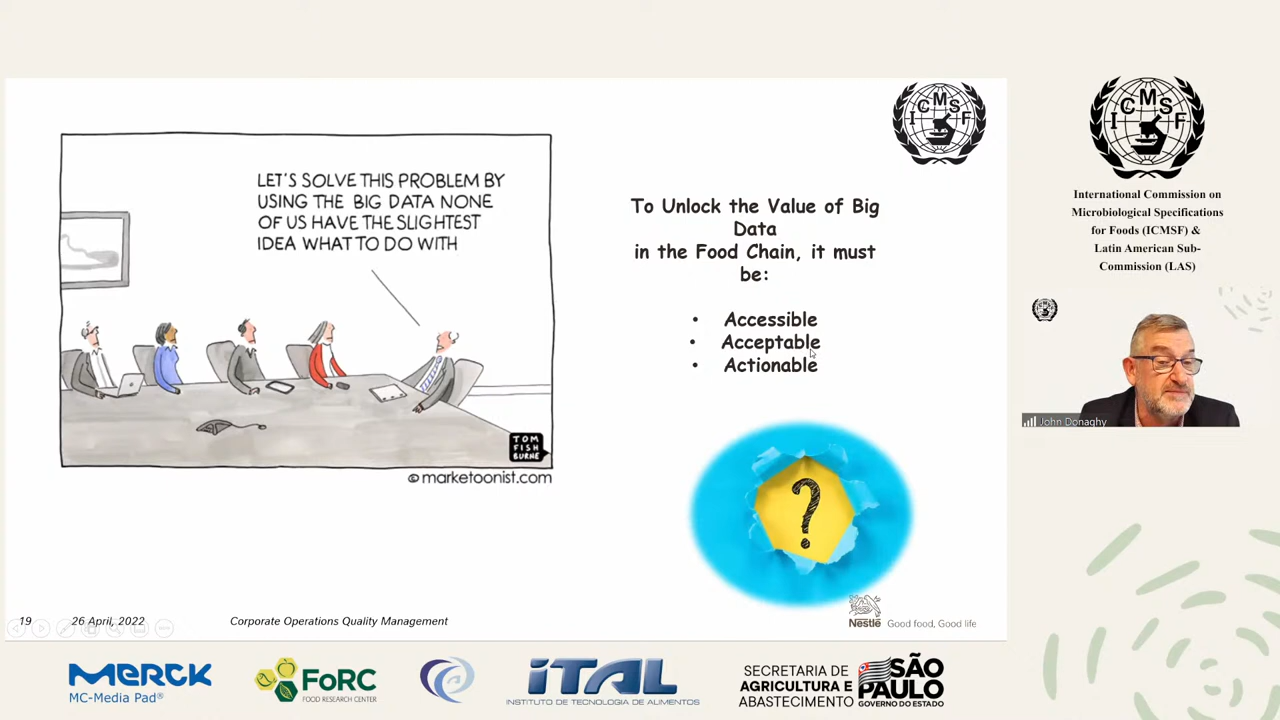 LET'S SOLVE THIS PROBLEM BY
USING THE BIG DATA NONE
OF US HAVE THE SLIGHTEST
IDEA WHAT TO DO WITH
TOM
FISH
BURNE
© marketoonist.com
ICMSF
To Unlock the Value of Big
Data
in the Food Chain, it must
be:
• Accessible
• Acceptable
• Actionable
?
19
26 April, 2022
Corporate Operations Quality Management
Nestlé
Good food, Good life
ICMSF
International Commission on
Microbiological Specifications
for Foods (ICMSF) &
Latin American Sub-
Commission (LAS)
John Donaghy
MERCK
MC-Media Pad®
FoRC
FOOD RESEARCH CENTER
iTAL
INSTITUTO DE TECNOLOGIA DE ALIMENTOS
SECRETARIA DE
AGRICULTURA E
ABASTECIMENTO
SÃO
PAULO
GOVERNO DO ESTADO